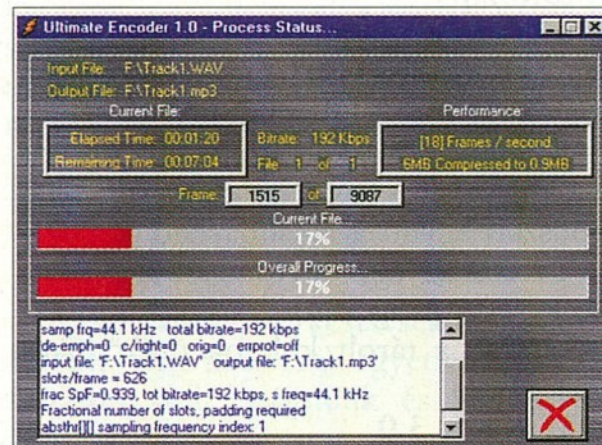 Ultimate Encoder 1.0 - Process Status...
Input File: F:\Track1.WAV
Output File: F:\Track1.mp3
Current File:
Performance:
Elapsed Time: 00:01:20
Bitrate: 192 Kbps
[18] Frames / second
Remaining Time: 00:07:04
File 1 of 1
6MB Compressed to 0.9MB
Frame: 1515 of 9087
Current File...
17%
Overall Progress...
17%
samp frq=44.1 kHz total bitrate=192 kbps
de-emph=0 c/right=0 orig=0 errprot=off
input file: 'F:\Track1.WAV' output file: 'F:\Track1.mp3'
slots/frame = 626
frac SpF=0.939, tot bitrate=192 kbps, s freq=44.1 kHz
Fractional number of slots, padding required
absthr[][] sampling frequency index: 1